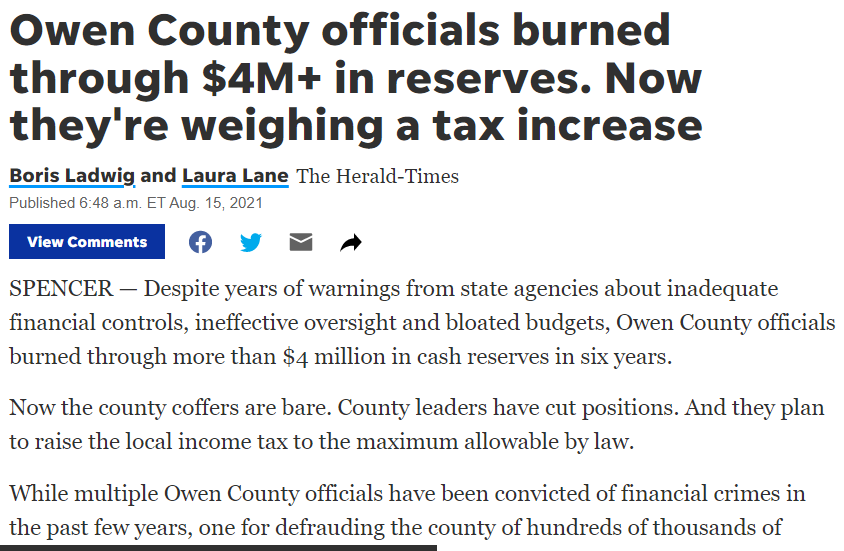 Owen County officials burned
through $4M+ in reserves. Now
they're weighing a tax increase
Boris Ladwig and Laura Lane The Herald-Times
Published 6:48 a.m. ET Aug. 15, 2021
View Comments
SPENCER — Despite years of warnings from state agencies about inadequate
financial controls, ineffective oversight and bloated budgets, Owen County officials
burned through more than $4 million in cash reserves in six years.
Now the county coffers are bare. County leaders have cut positions. And they plan
to raise the local income tax to the maximum allowable by law.
While multiple Owen County officials have been convicted of financial crimes in
the past few years, one for defrauding the county of hundreds of thousands of